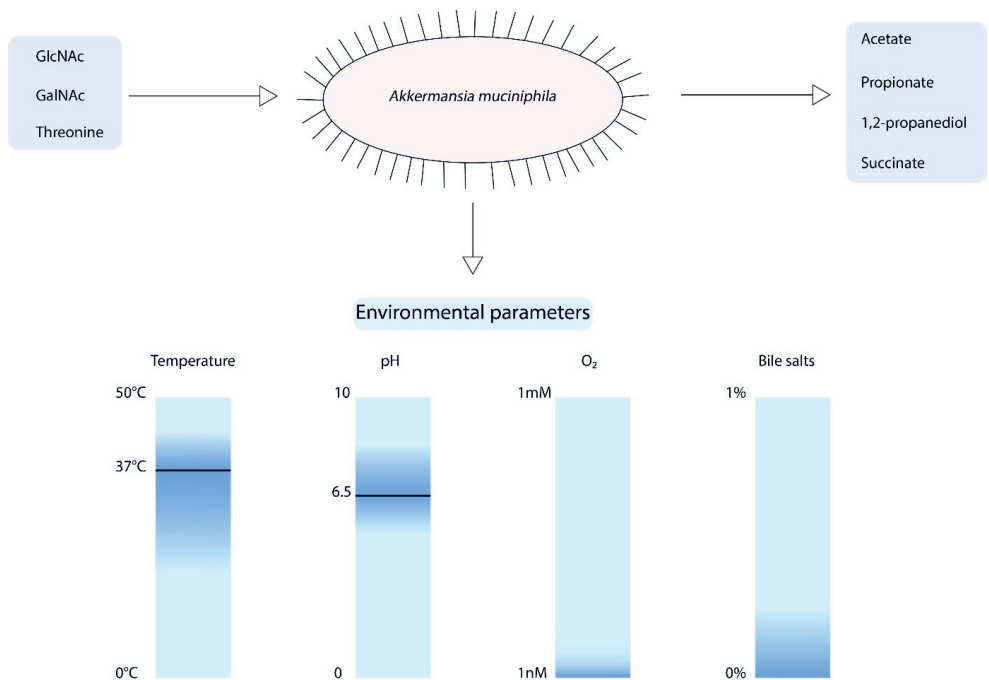 GlcNAc
GalNAc
Threonine
Akkermansia muciniphila
Acetate
Propionate
1,2-propanediol
Succinate
Environmental parameters
Temperature
50°C
37°C
0°C
pH
10
6.5
0
O₂
1mM
1nM
Bile salts
1%
0%